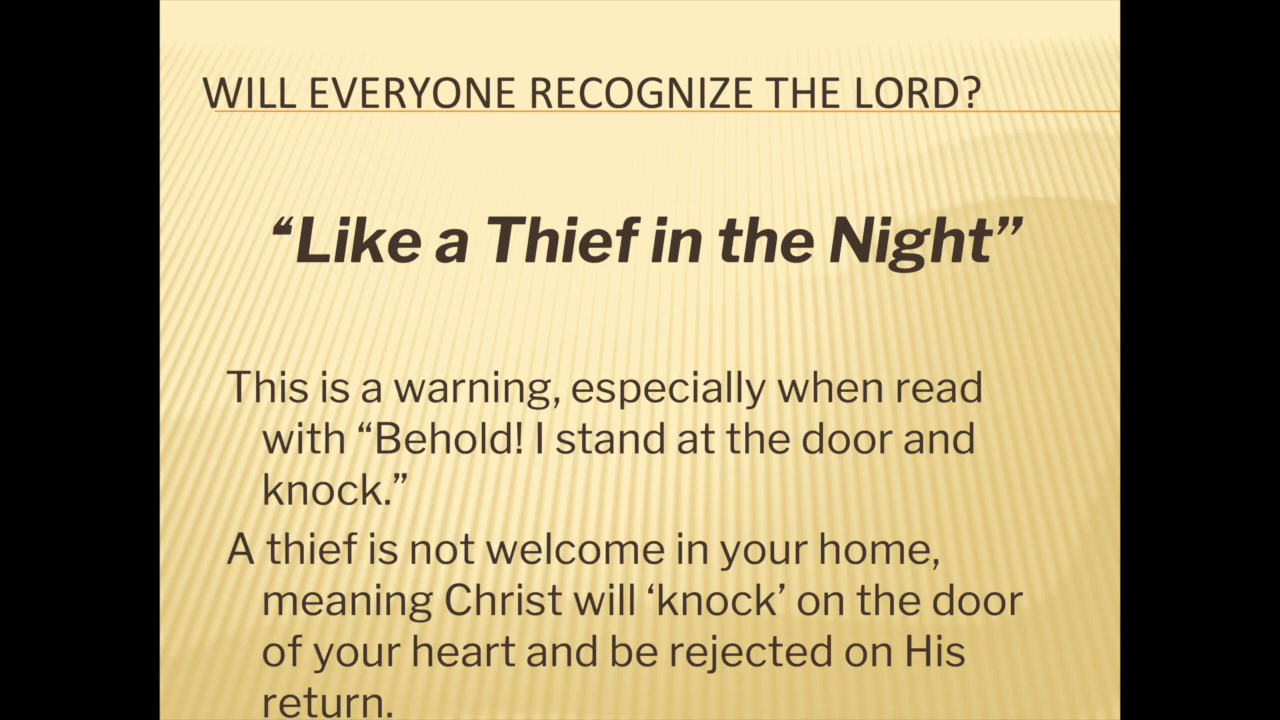 WILL EVERYONE RECOGNIZE THE LORD?
“Like a Thief in the Night”
This is a warning, especially when read
with “Behold! I stand at the door and
knock.”
A thief is not welcome in your home,
meaning Christ will ‘knock’ on the door
of your heart and be rejected on His
return.